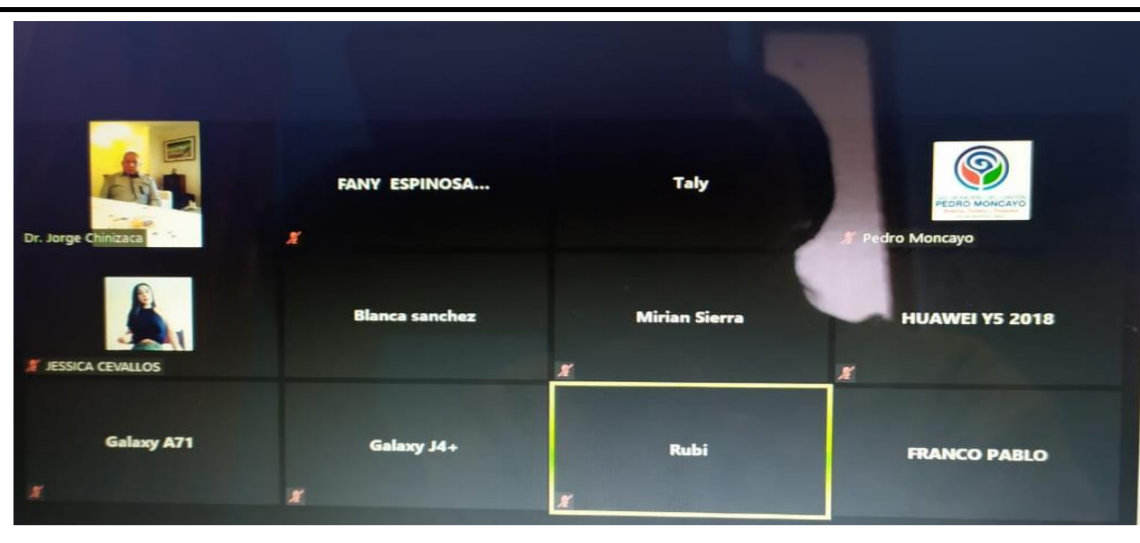 FANY ESPINOSA...
Taly
PEDRO MONCAYO
Dr. Jorge Chinizaca
Pedro Moncayo
Blanca sanchez
Mirian Sierra
HUAWEI Y5 2018
JESSICA CEVALLOS
Galaxy A71
Galaxy J4+
Rubi
FRANCO PABLO